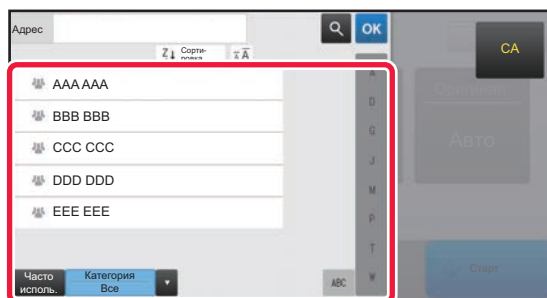 Адрес
OK
CA
Сорти-
ровка
AAA AAA
BBB BBB
CCC CCC
DDD DDD
EEE EEE
A
D
G
J
M
P
T
W
Оригинал
Авто
Часто
исполь.
Категория
Все
ABC
Старт